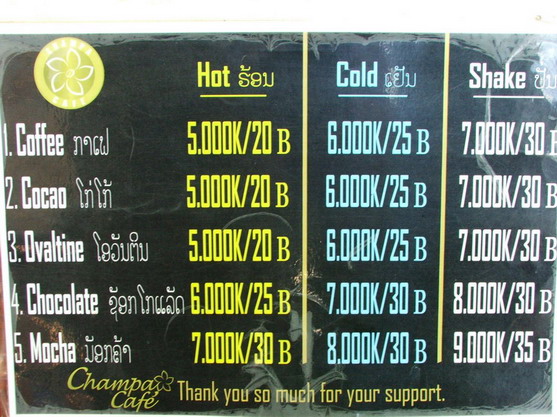 CHAMPA CAFE
Hot ຮ້ອນ Cold ເຢັນ Shake ປັ່ນ
1. Coffee ກາເຟ 5.000K/20 B 6.000K/25 B 7.000K/30 B
2. Cocao ໂກ່ໂກ້ 5.000K/20 B 6.000K/25 B 7.000K/30 B
3. Ovaltine ໂອວັນຕິນ 5.000K/20 B 6.000K/25 B 7.000K/30 B
4. Chocolate ຊ໊ອກໂກແລັດ 6.000K/25 B 7.000K/30 B 8.000K/30 B
5. Mocha ມ໊ອກຄ້າ 7.000K/30 B 8.000K/30 B 9.000K/35 B
Champa Café Thank you so much for your support.